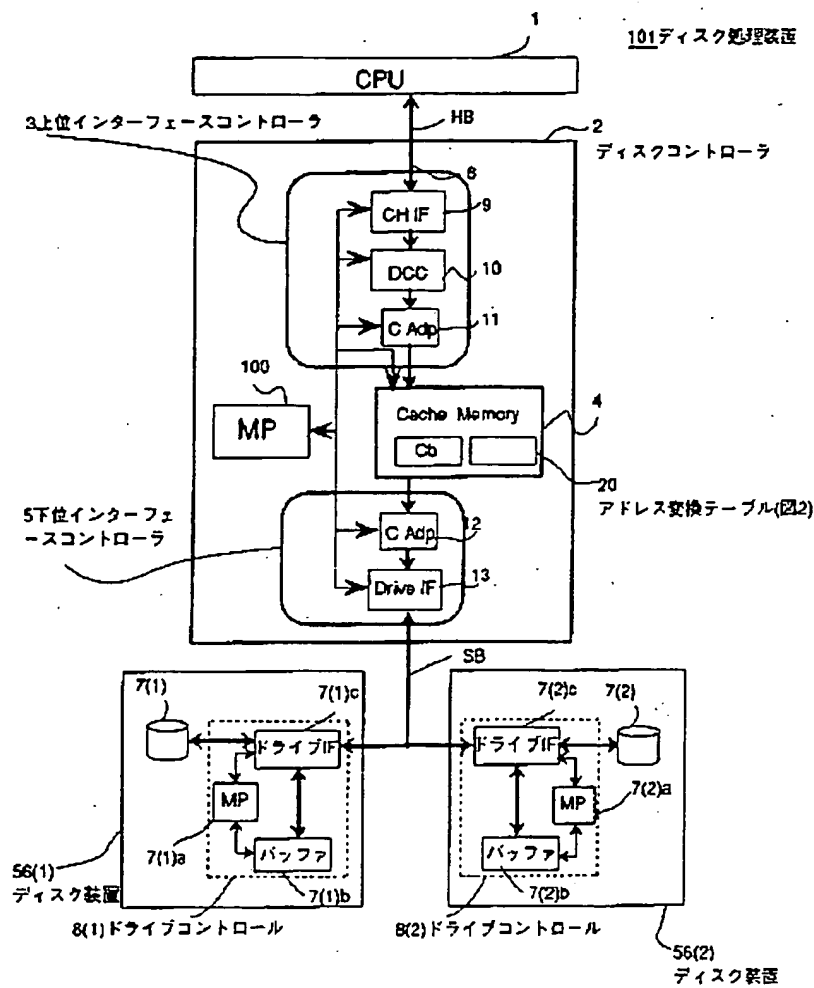 1
101ディスク処理装置
CPU
3上位インターフェースコントローラ
HB
2
ディスクコントローラ
6
CH IF
9
DCC
10
C Adp
11
100
MP
Cache Memory
4
Cb
20
アドレス変換テーブル(図2)
5下位インターフェ
ースコントローラ
C Adp
12
Drive IF
13
SB
7(1)
7(1)c
ドライブIF
MP
7(1)a
バッファ
7(1)b
56(1)
ディスク装置
8(1)ドライブコントロール
7(2)c
7(2)
ドライブIF
MP
7(2)a
バッファ
7(2)b
8(2)ドライブコントロール
56(2)
ディスク装置